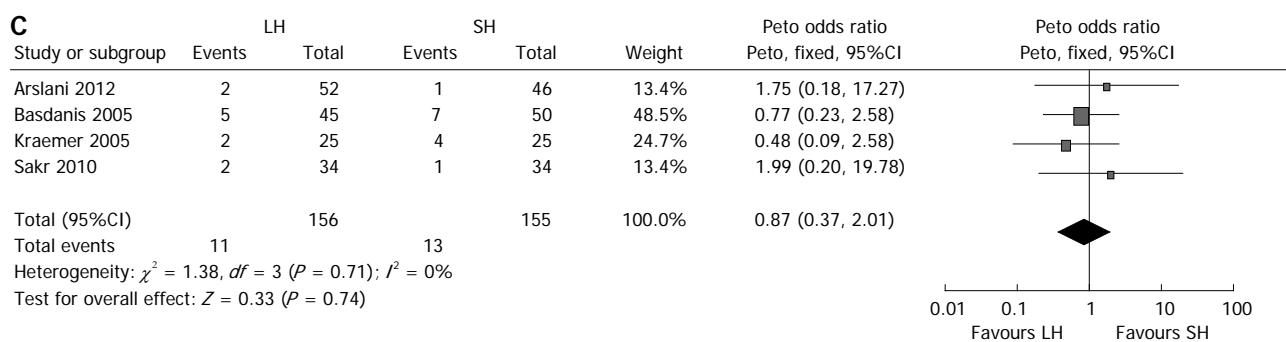 C LH SH Peto odds ratio Peto odds ratio
Study or subgroup Events Total Events Total Weight Peto, fixed, 95%CI Peto, fixed, 95%CI
Arslani 2012 2 52 1 46 13.4% 1.75 (0.18, 17.27)
Basdanis 2005 5 45 7 50 48.5% 0.77 (0.23, 2.58)
Kraemer 2005 2 25 4 25 24.7% 0.48 (0.09, 2.58)
Sakr 2010 2 34 1 34 13.4% 1.99 (0.20, 19.78)
Total (95%CI) 156 155 100.0% 0.87 (0.37, 2.01)
Total events 11 13
Heterogeneity: χ² = 1.38, df = 3 (P = 0.71); I² = 0%
Test for overall effect: Z = 0.33 (P = 0.74)
0.01 0.1 1 10 100
Favours LH Favours SH